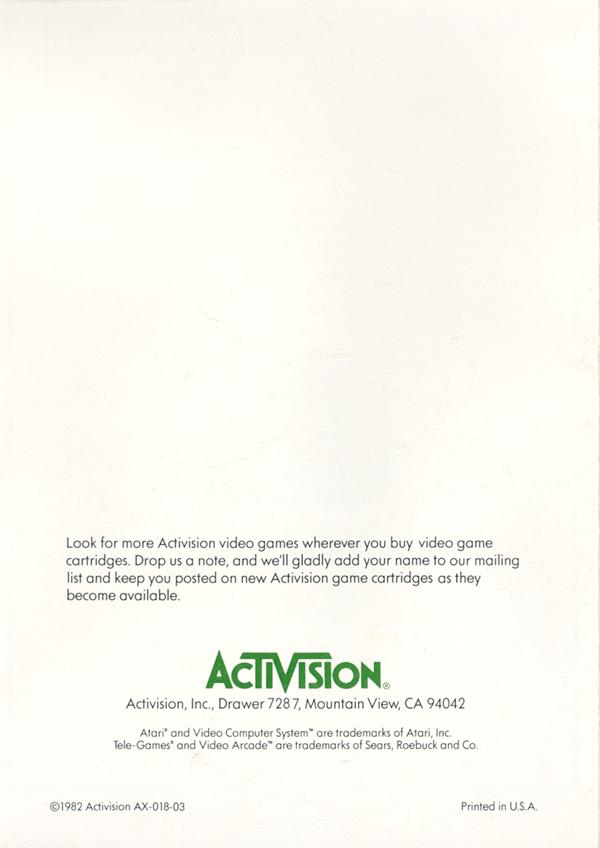 Look for more Activision video games wherever you buy video game
cartridges. Drop us a note, and we'll gladly add your name to our mailing
list and keep you posted on new Activision game cartridges as they
become available.
ACTIVISION®
Activision, Inc., Drawer 7287, Mountain View, CA 94042
Atari® and Video Computer System™ are trademarks of Atari, Inc.
Tele-Games® and Video Arcade™ are trademarks of Sears, Roebuck and Co.
©1982 Activision AX-018-03
Printed in U.S.A.